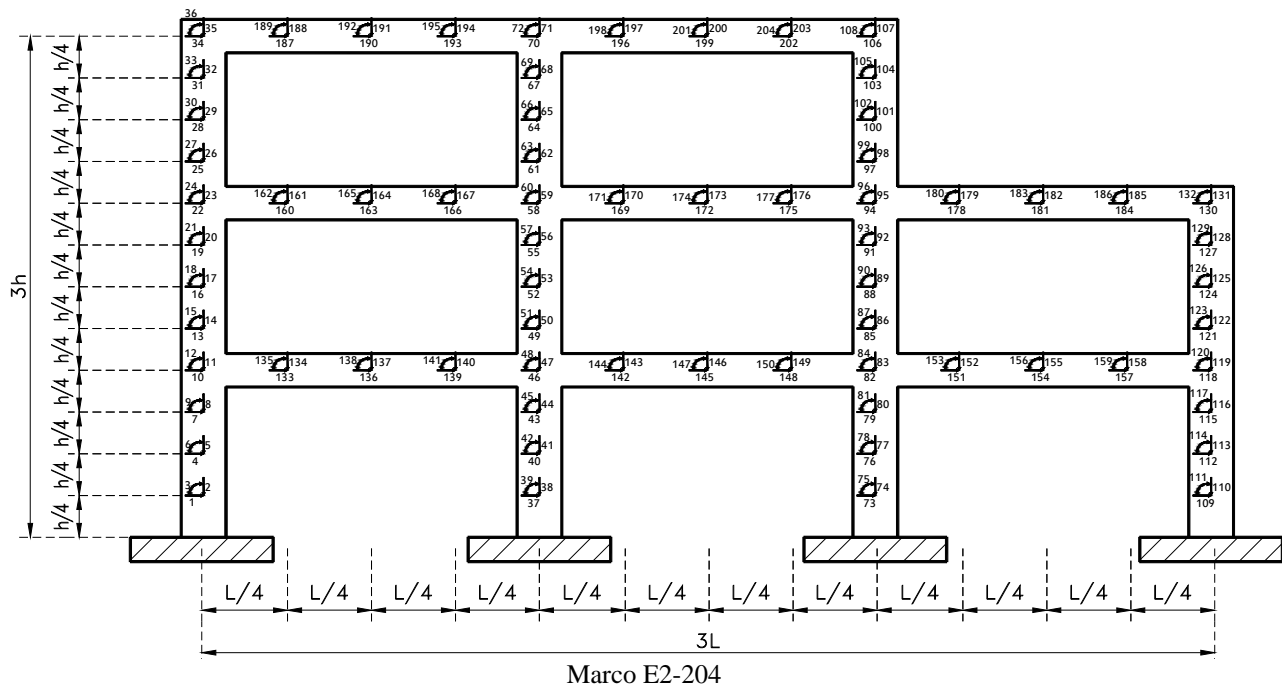 36
35 189 188 192 191 195 194 72 71 198 197 201 200 204 203 108 107
34 187 190 193 70 196 199 202 106
h/4
33 32 69 68 105 104
31 67 103
h/4
30 29 66 65 102 101
28 64 100
h/4
27 26 63 62 99 98
25 61 97
h/4
24 23 162 161 165 164 168 167 60 59 171 170 174 173 177 176 96 95 180 179 183 182 186 185 132 131
22 160 163 166 58 169 172 175 94 178 181 184 130
h/4
21 20 57 56 93 92 129 128
19 55 91 127
h/4
3h
18 17 54 53 90 89 126 125
16 52 88 124
h/4
15 14 51 50 87 86 123 122
13 49 85 121
h/4
12 11 135 134 138 137 141 140 48 47 144 143 147 146 150 149 84 83 153 152 156 155 159 158 120 119
10 133 136 139 46 142 145 148 82 151 154 157 118
h/4
9 8 45 44 81 80 117 116
7 43 79 115
h/4
6 5 42 41 78 77 114 113
4 40 76 112
h/4
3 2 39 38 75 74 111 110
1 37 73 109
h/4
L/4 L/4 L/4 L/4 L/4 L/4 L/4 L/4 L/4 L/4 L/4 L/4
3L
Marco E2-204